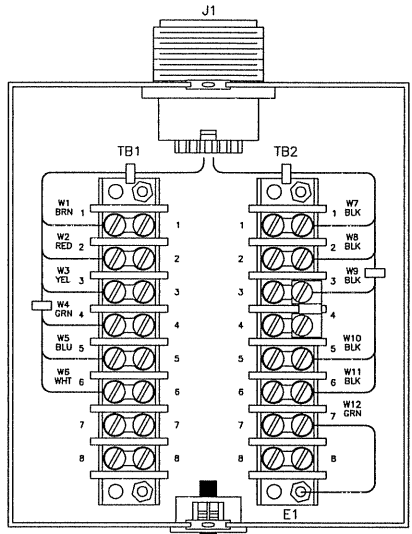 J1
TB1 TB2
W1
BRN 1 1 1 1 W7
BLK
W2
RED 2 2 2 2 W8
BLK
W3
YEL 3 3 3 3 W9
BLK
W4
GRN 4 4 4 4
W5
BLU 5 5 5 5 W10
BLK
W6
WHT 6 6 6 6 W11
BLK
7 7 7 7 W12
GRN
8 8 8 8
E1